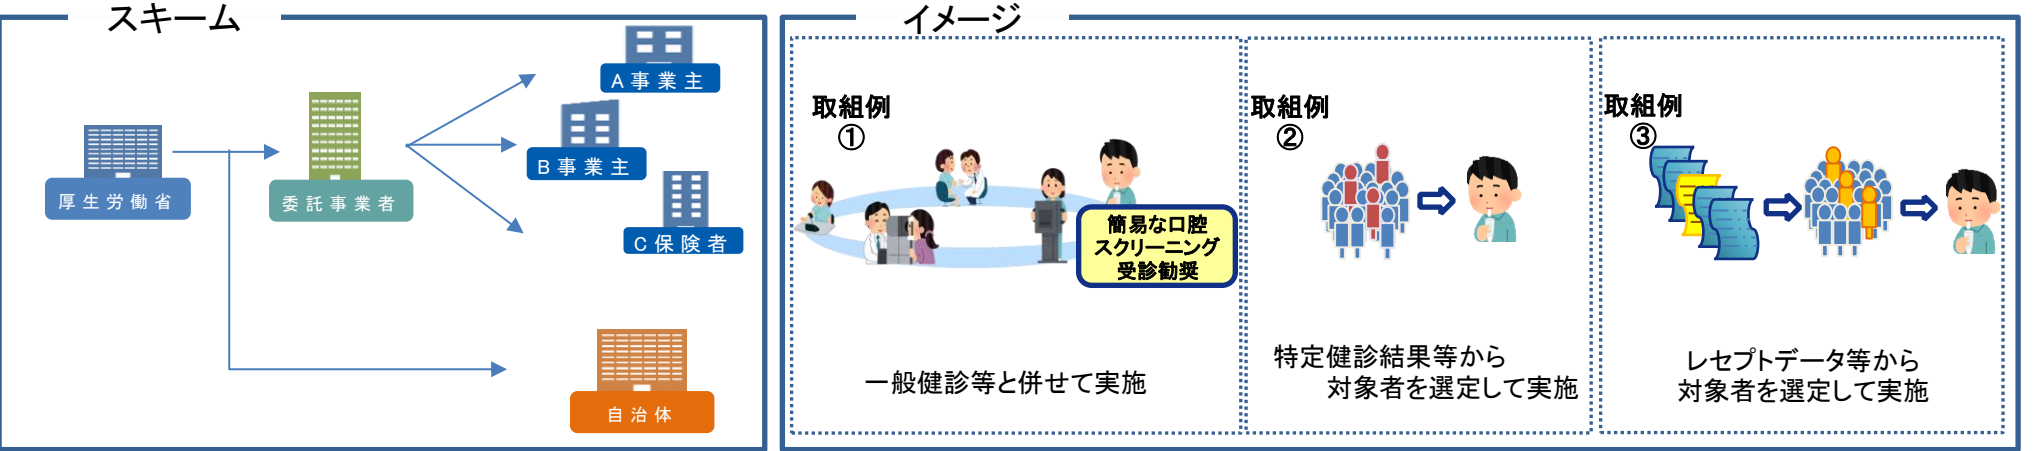 スキーム
A事業主
B事業主
C保険者
厚生労働省
委託事業者
自治体
イメージ
取組例
①
簡易な口腔
スクリーニング
受診勧奨
一般健診等と併せて実施
取組例
②
特定健診結果等から
対象者を選定して実施
取組例
③
レセプトデータ等から
対象者を選定して実施